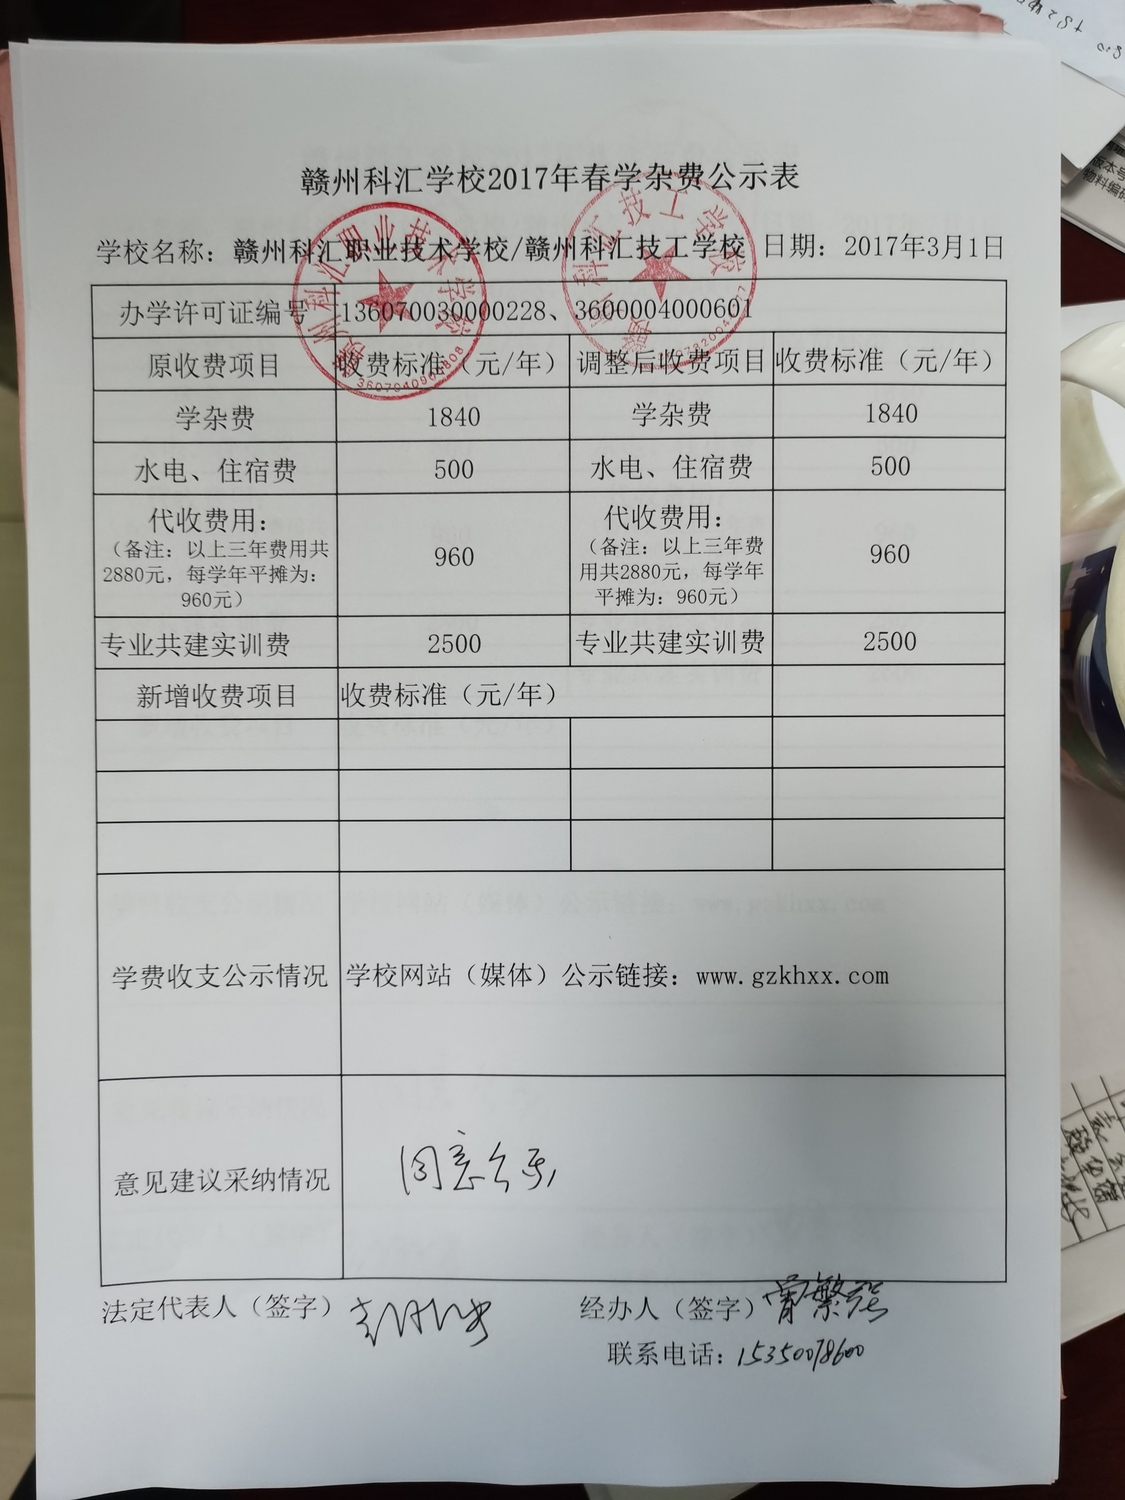 赣州科汇学校2017年春学杂费公示表
学校名称：赣州科汇职业技术学校/赣州科汇技工学校 日期：2017年3月1日
办学许可证编号 136070030000228、3600004000601
原收费项目 收费标准（元/年） 调整后收费项目 收费标准（元/年）
学杂费 1840 学杂费 1840
水电、住宿费 500 水电、住宿费 500
代收费用：
（备注：以上三年费用共
2880元，每学年平摊为：
960元）
960
代收费用：
（备注：以上三年费
用共2880元，每学年
平摊为：960元）
960
专业共建实训费 2500 专业共建实训费 2500
新增收费项目 收费标准（元/年）
学费收支公示情况 学校网站（媒体）公示链接：www.gzkhxx.com
意见建议采纳情况 同意公示
法定代表人（签字） 经办人（签字）
联系电话：15350078600
版本号
物料编码